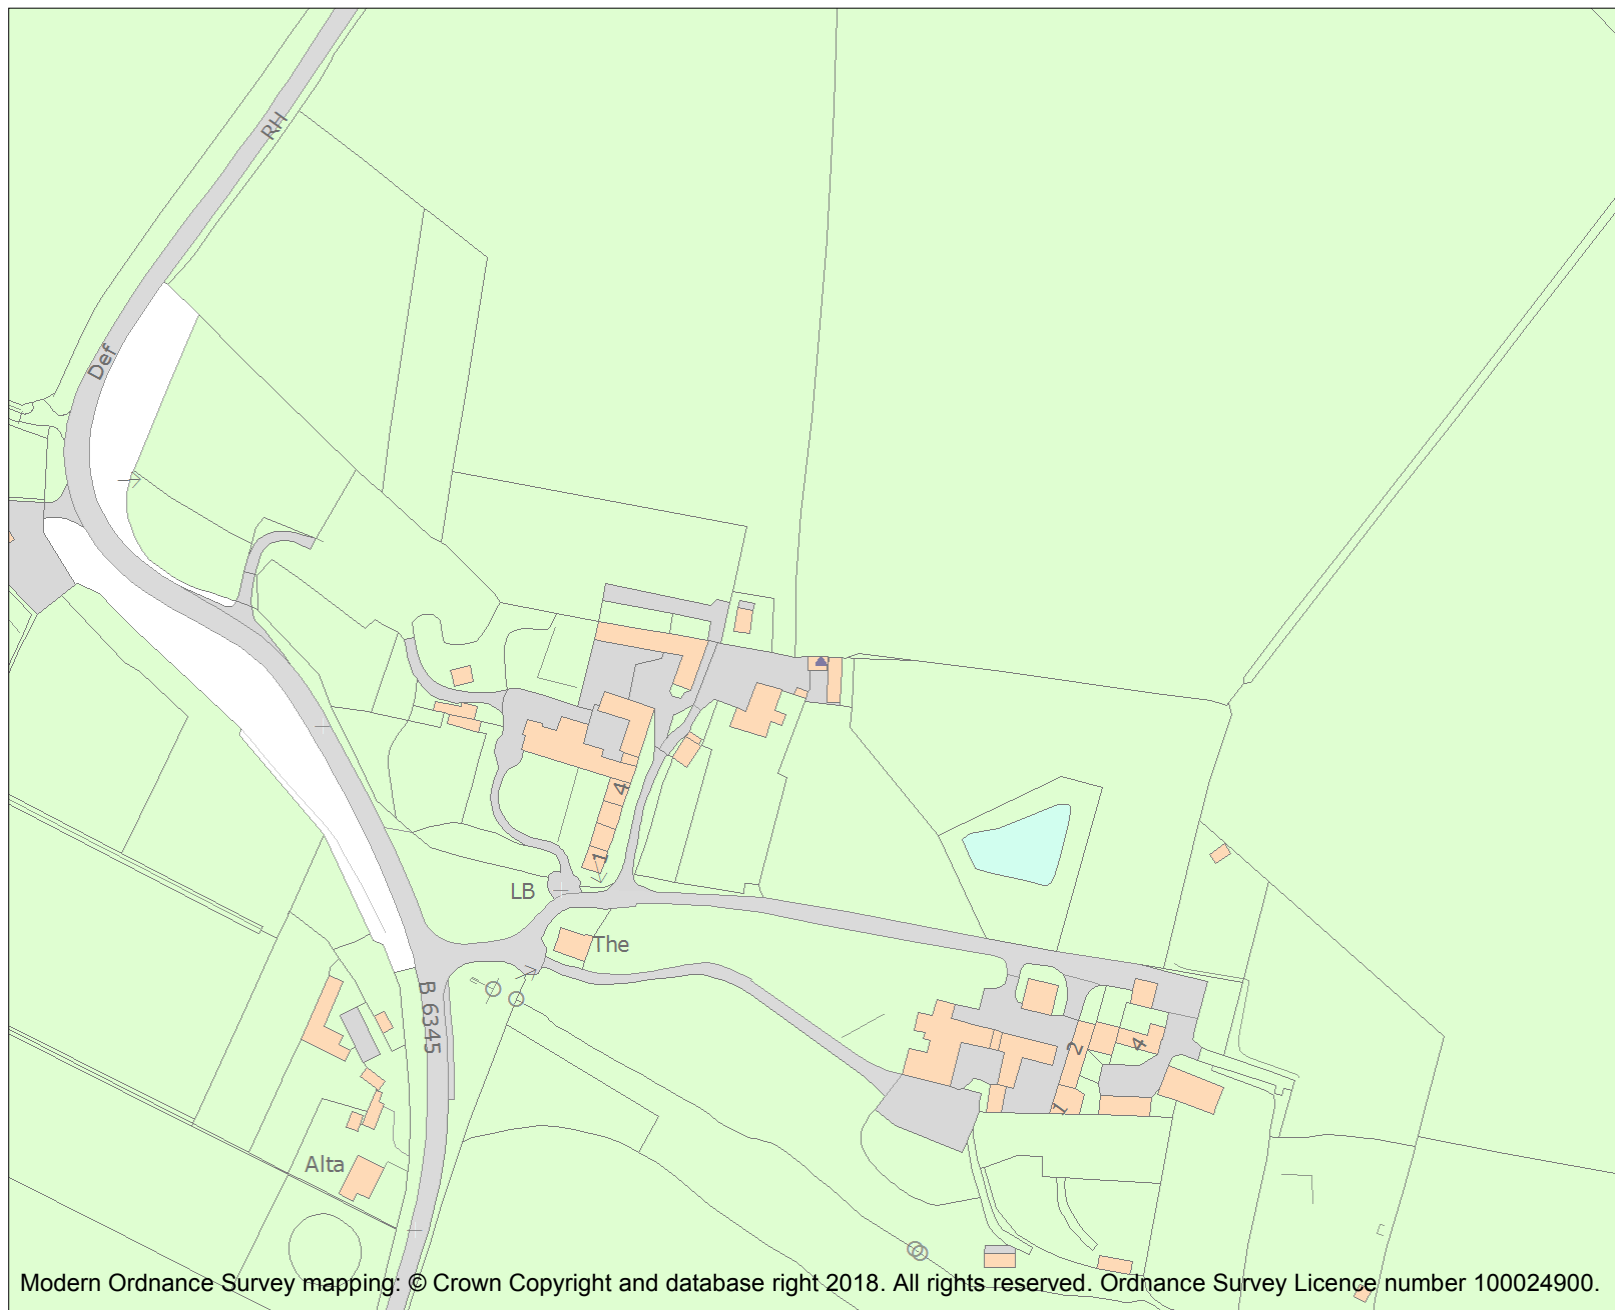 RH
Def
4
1
LB
The
B 6345
2
4
1
Alta
Modern Ordnance Survey mapping: © Crown Copyright and database right 2018. All rights reserved. Ordnance Survey Licence number 100024900.